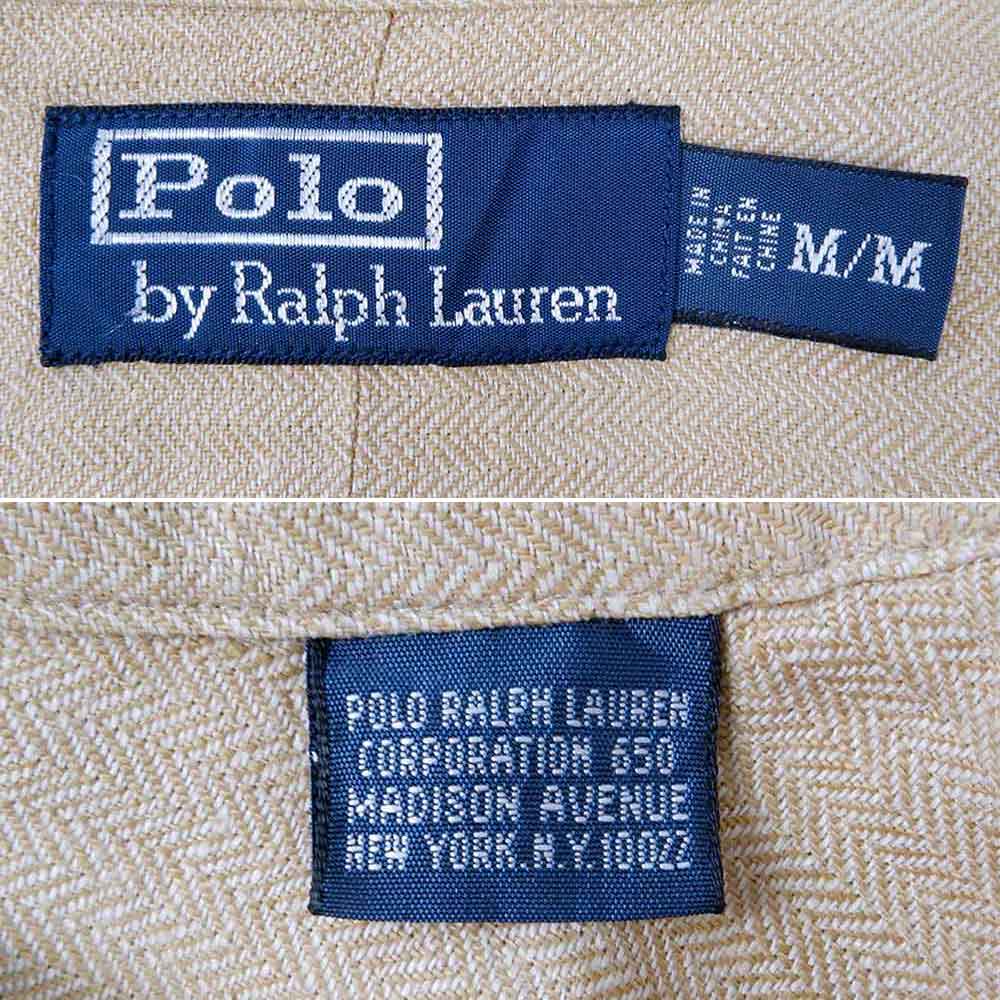 Polo
by Ralph Lauren
MADE IN
CHINA
FAIT EN
CHINE
M/M
POLO RALPH LAUREN
CORPORATION 650
MADISON AVENUE
NEW YORK.N.Y.10022